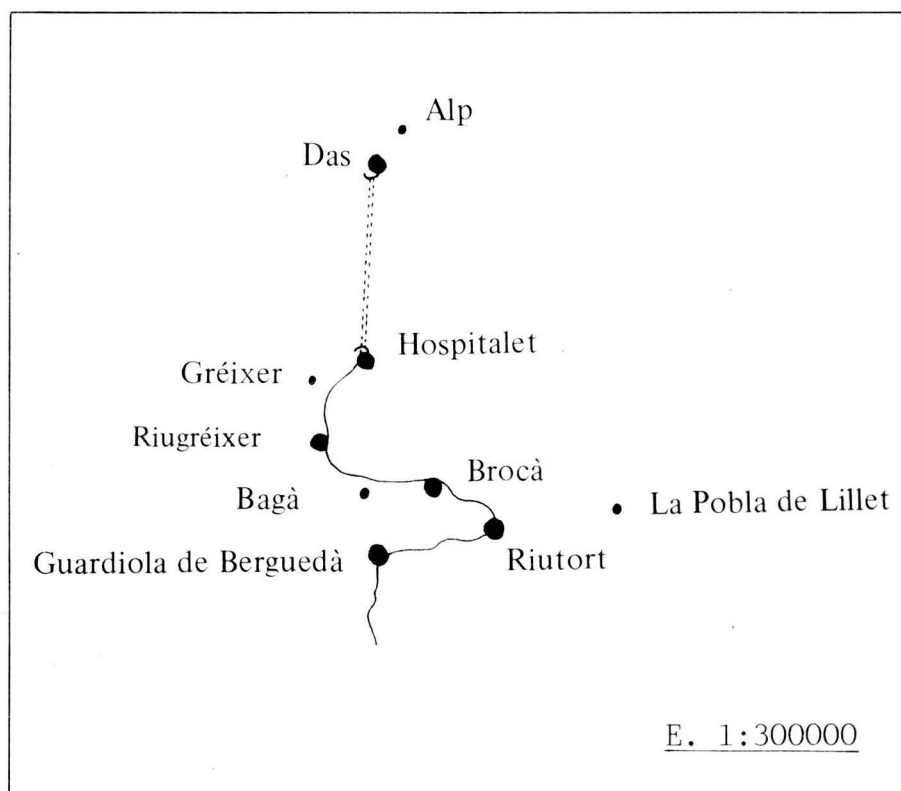 Alp
Das
Hospitalet
Gréixer
Riugréixer
Brocà
Bagà
La Pobla de Lillet
Guardiola de Berguedà
Riutort
E. 1:300000